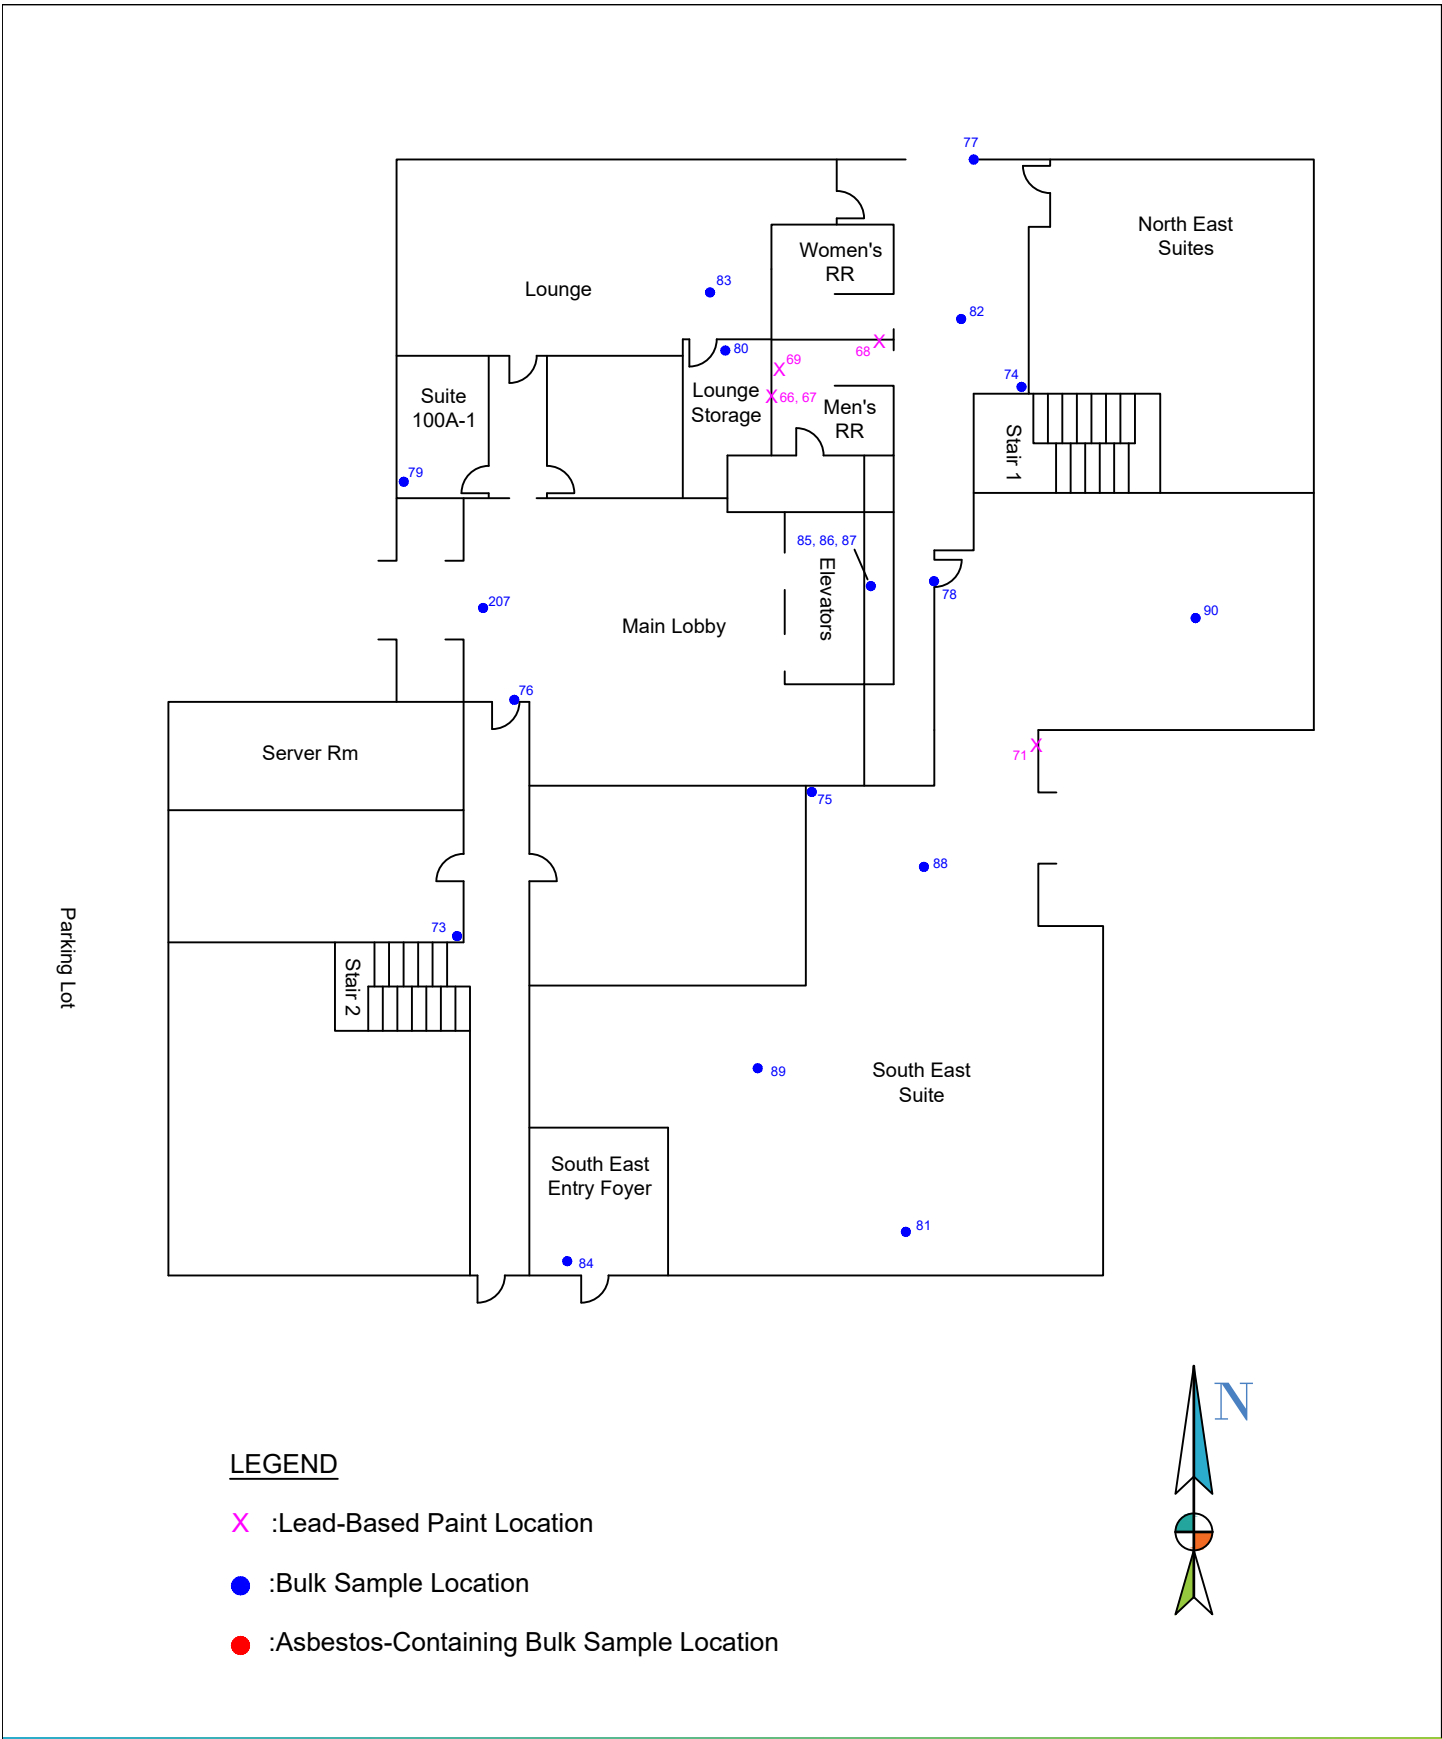 77
North East
Suites
Women's
RR
83
Lounge
82
80
68
69
74
Suite
100A-1
Lounge
Storage
66, 67
Men's
RR
Stair 1
79
85, 86, 87
Elevators
78
207
90
Main Lobby
76
Server Rm
71
75
88
73
Parking Lot
Stair 2
89
South East
Suite
South East
Entry Foyer
81
84
N
LEGEND
X :Lead-Based Paint Location
:Bulk Sample Location
:Asbestos-Containing Bulk Sample Location